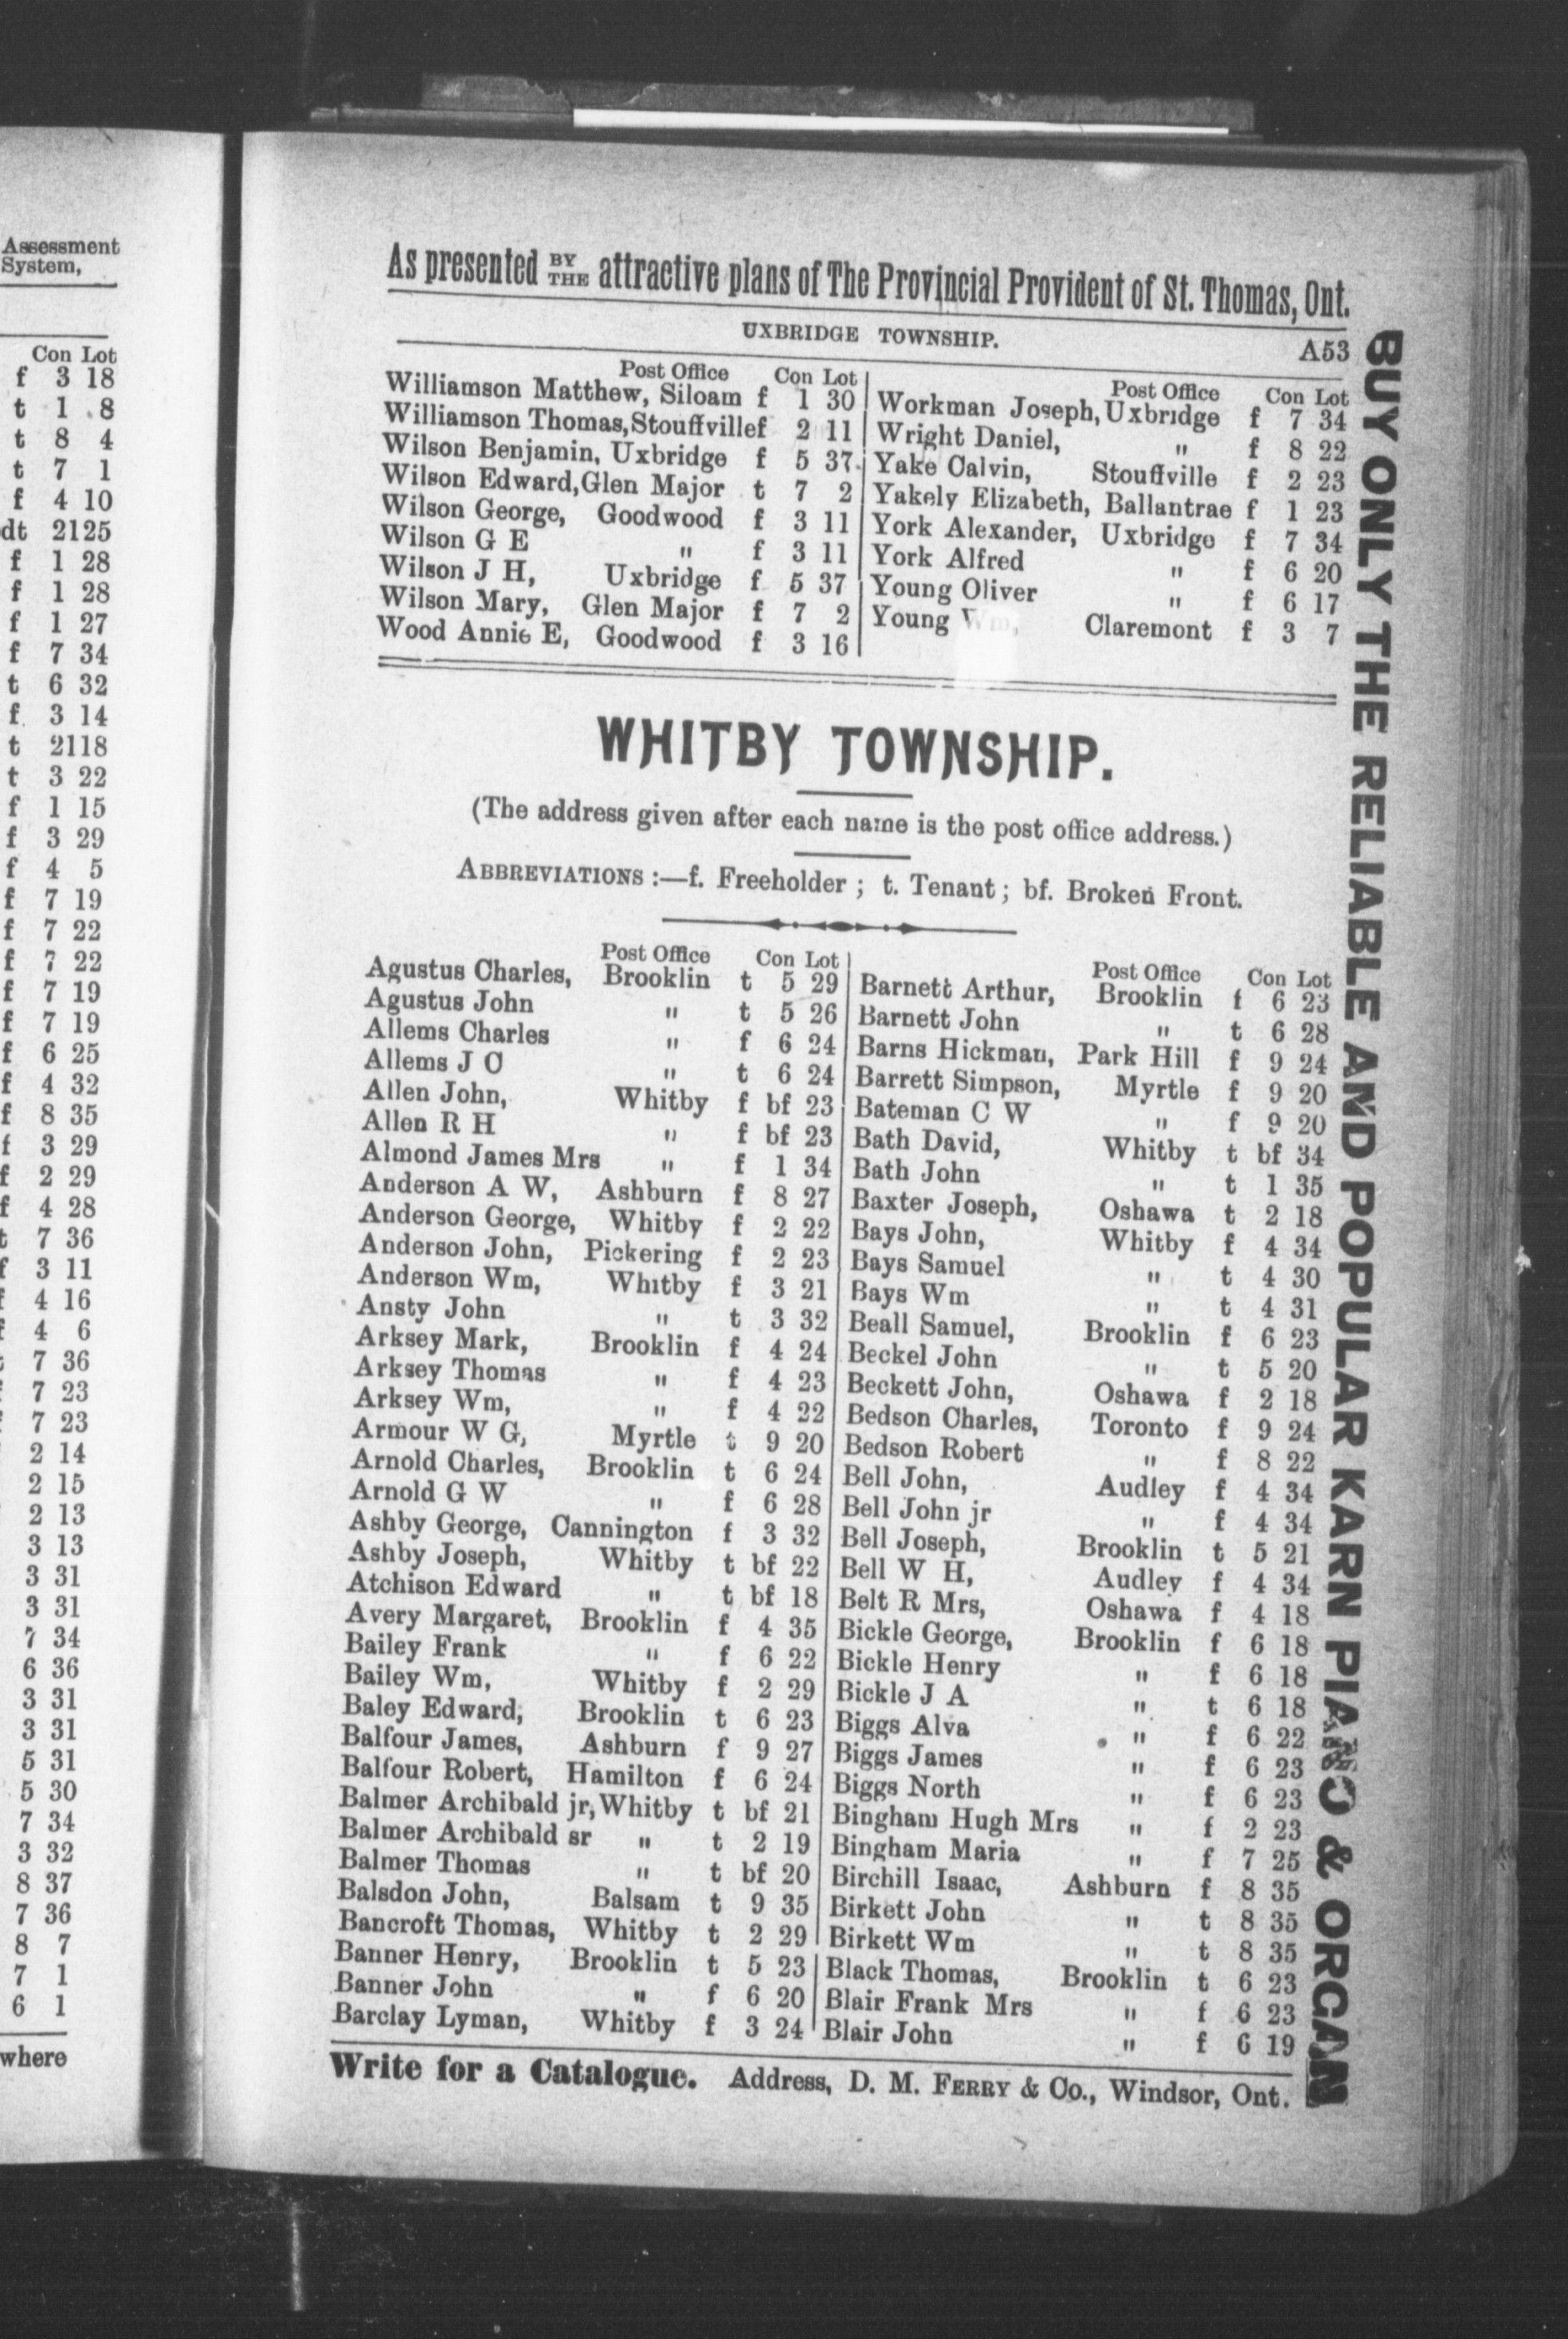 Assessment
System,
Con Lot
f 3 18
t 1 8
t 8 4
t 7 1
f 4 10
dt 2125
f 1 28
f 1 28
f 1 27
f 7 34
t 6 32
f. 3 14
t 2118
t 3 22
f 1 15
f 3 29
f 4 5
f 7 19
f 7 22
f 7 22
f 7 19
f 7 19
f 6 25
f 4 32
f 8 35
f 3 29
f 2 29
f 4 28
t 7 36
f 3 11
f 4 16
f 4 6
7 36
7 23
7 23
2 14
2 15
2 13
3 13
3 31
3 31
7 34
6 36
3 31
3 31
5 31
5 30
7 34
3 32
8 37
7 36
8 7
7 1
6 1
where
As presented BY THE attractive plans of The Provincial Provident of St. Thomas, Ont.
UXBRIDGE TOWNSHIP. A53
Post Office Con Lot
Williamson Matthew, Siloam f 1 30
Williamson Thomas, Stouffville f 2 11
Wilson Benjamin, Uxbridge f 5 37
Wilson Edward, Glen Major t 7 2
Wilson George, Goodwood f 3 11
Wilson G E " f 3 11
Wilson J H, Uxbridge f 5 37
Wilson Mary, Glen Major f 7 2
Wood Annie E, Goodwood f 3 16
Post Office Con Lot
Workman Joseph, Uxbridge f 7 34
Wright Daniel, " f 8 22
Yake Calvin, Stouffville f 2 23
Yakely Elizabeth, Ballantrae f 1 23
York Alexander, Uxbridge f 7 34
York Alfred " f 6 20
Young Oliver " f 6 17
Young Wm, Claremont f 3 7
WHITBY TOWNSHIP.
(The address given after each name is the post office address.)
ABBREVIATIONS :—f. Freeholder ; t. Tenant ; bf. Broken Front.
Post Office Con Lot
Agustus Charles, Brooklin t 5 29
Agustus John " t 5 26
Allems Charles " f 6 24
Allems J C " t 6 24
Allen John, Whitby f bf 23
Allen R H " f bf 23
Almond James Mrs " f 1 34
Anderson A W, Ashburn f 8 27
Anderson George, Whitby f 2 22
Anderson John, Pickering f 2 23
Anderson Wm, Whitby f 3 21
Ansty John " t 3 32
Arksey Mark, Brooklin f 4 24
Arksey Thomas " f 4 23
Arksey Wm, " f 4 22
Armour W G, Myrtle t 9 20
Arnold Charles, Brooklin t 6 24
Arnold G W " f 6 28
Ashby George, Cannington f 3 32
Ashby Joseph, Whitby t bf 22
Atchison Edward " t bf 18
Avery Margaret, Brooklin f 4 35
Bailey Frank " f 6 22
Bailey Wm, Whitby f 2 29
Baley Edward, Brooklin t 6 23
Balfour James, Ashburn f 9 27
Balfour Robert, Hamilton f 6 24
Balmer Archibald jr, Whitby t bf 21
Balmer Archibald sr " t 2 19
Balmer Thomas " t bf 20
Balsdon John, Balsam t 9 35
Bancroft Thomas, Whitby t 2 29
Banner Henry, Brooklin t 5 23
Banner John " f 6 20
Barclay Lyman, Whitby f 3 24
Post Office Con Lot
Barnett Arthur, Brooklin f 6 23
Barnett John " t 6 28
Barns Hickman, Park Hill f 9 24
Barrett Simpson, Myrtle f 9 20
Bateman C W " f 9 20
Bath David, Whitby t bf 34
Bath John " t 1 35
Baxter Joseph, Oshawa t 2 18
Bays John, Whitby f 4 34
Bays Samuel " t 4 30
Bays Wm " t 4 31
Beall Samuel, Brooklin f 6 23
Beckel John " t 5 20
Beckett John, Oshawa f 2 18
Bedson Charles, Toronto f 9 24
Bedson Robert " f 8 22
Bell John, Audley f 4 34
Bell John jr " f 4 34
Bell Joseph, Brooklin t 5 21
Bell W H, Audley f 4 34
Belt R Mrs, Oshawa f 4 18
Bickle George, Brooklin f 6 18
Bickle Henry " f 6 18
Bickle J A " t 6 18
Biggs Alva " f 6 22
Biggs James " f 6 23
Biggs North " f 6 23
Bingham Hugh Mrs " f 2 23
Bingham Maria " f 7 25
Birchill Isaac, Ashburn f 8 35
Birkett John " t 8 35
Birkett Wm " t 8 35
Black Thomas, Brooklin t 6 23
Blair Frank Mrs " f 6 23
Blair John " f 6 19
Write for a Catalogue. Address, D. M. FERRY & Co., Windsor, Ont.
BUY ONLY THE RELIABLE AND POPULAR KARN PIANO & ORGAN